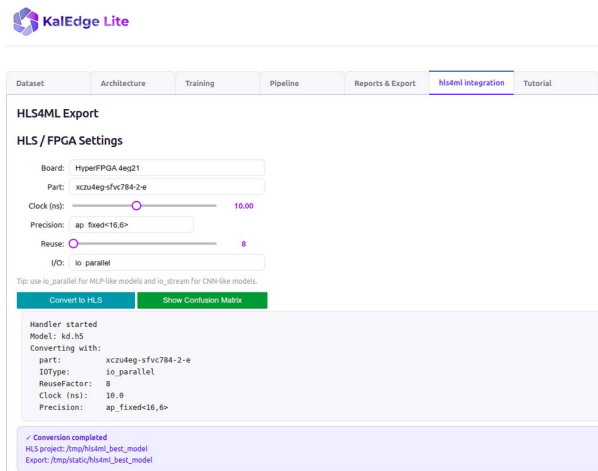 KalEdge Lite
Dataset Architecture Training Pipeline Reports & Export hls4ml integration Tutorial
HLS4ML Export
HLS / FPGA Settings
Board: HyperFPGA 4eg21
Part: xczu4eg-sfvc784-2-e
Clock (ns): 10.00
Precision: ap_fixed<16,6>
Reuse: 8
I/O: io_parallel
Tip: use io_parallel for MLP-like models and io_stream for CNN-like models.
Convert to HLS Show Confusion Matrix
Handler started
Model: kd.h5
Converting with:
part: xczu4eg-sfvc784-2-e
IOType: io_parallel
ReuseFactor: 8
Clock (ns): 10.0
Precision: ap_fixed<16,6>
✓ Conversion completed
HLS project: /tmp/hls4ml_best_model
Export: /tmp/static/hls4ml_best_model